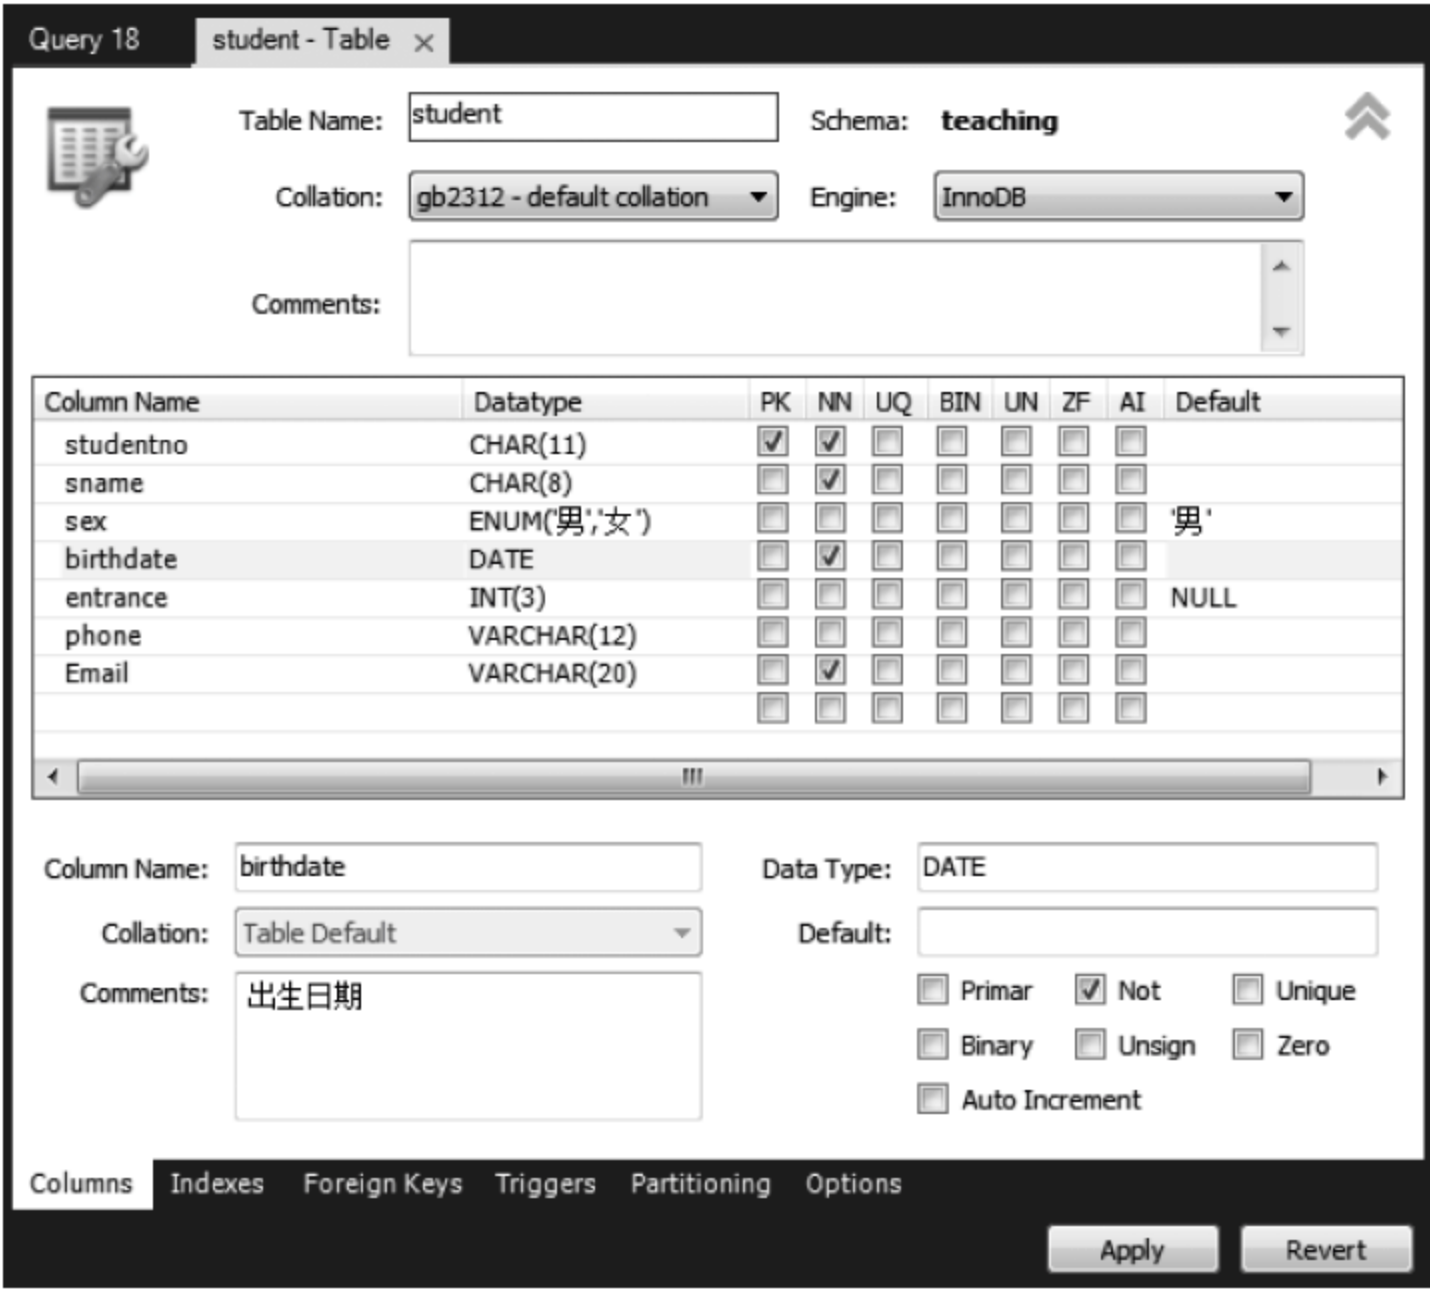 Query 18 student - Table ×
Table Name: student Schema: teaching
Collation: gb2312 - default collation Engine: InnoDB
Comments:
Column Name Datatype PK NN UQ BIN UN ZF AI Default
studentno CHAR(11)
sname CHAR(8)
sex ENUM('男','女') '男'
birthdate DATE
entrance INT(3) NULL
phone VARCHAR(12)
Email VARCHAR(20)
Column Name: birthdate Data Type: DATE
Collation: Table Default Default:
Comments: 出生日期 Primar Not Unique
Binary Unsign Zero
Auto Increment
Columns Indexes Foreign Keys Triggers Partitioning Options
Apply Revert